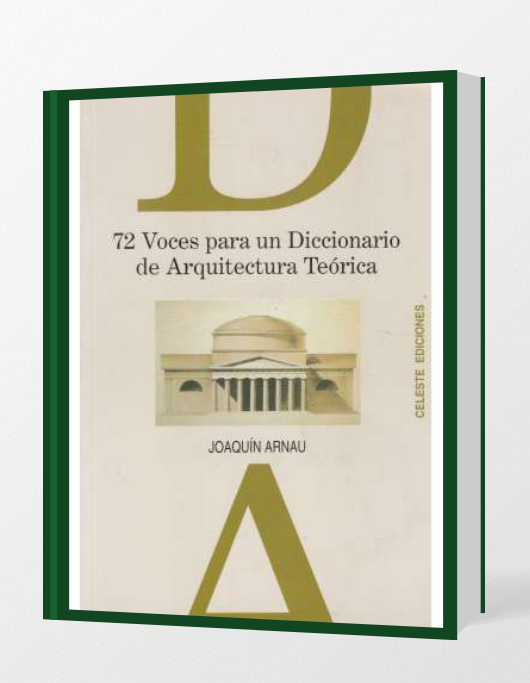 D
72 Voces para un Diccionario
de Arquitectura Teórica
CELESTE EDICIONES
JOAQUÍN ARNAU
A